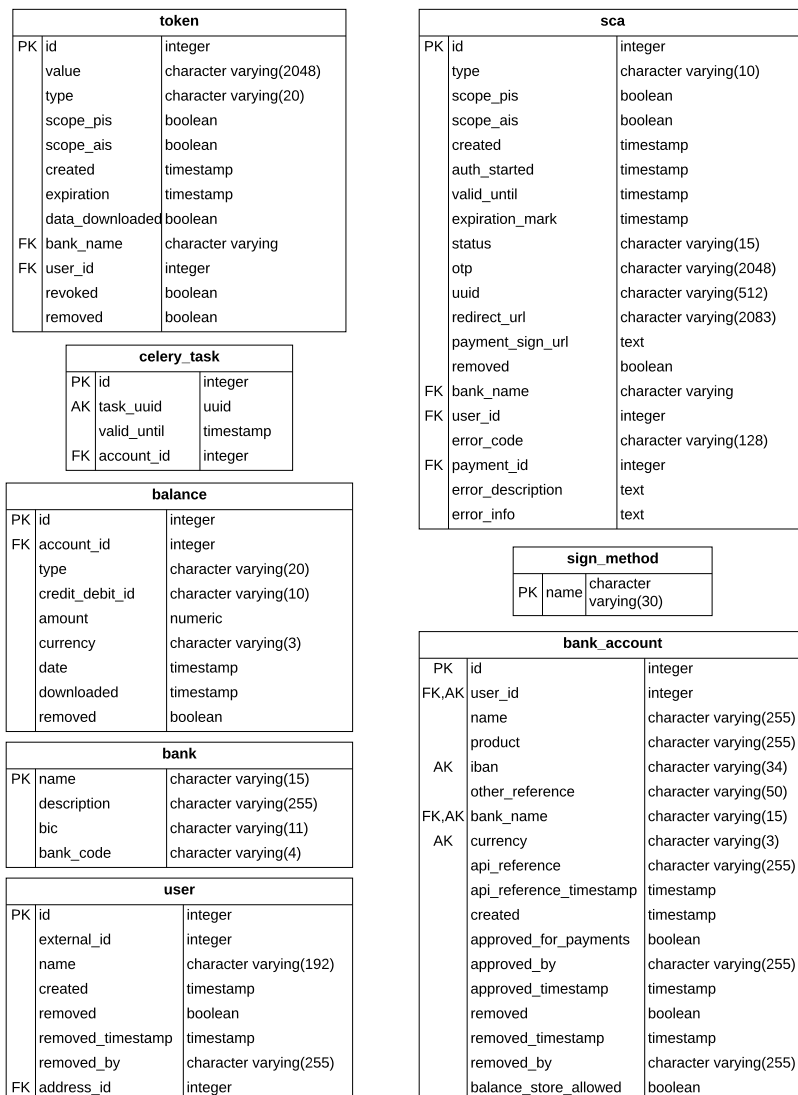 token
PK id integer
value character varying(2048)
type character varying(20)
scope_pis boolean
scope_ais boolean
created timestamp
expiration timestamp
data_downloaded boolean
FK bank_name character varying
FK user_id integer
revoked boolean
removed boolean
celery_task
PK id integer
AK task_uuid uuid
valid_until timestamp
FK account_id integer
balance
PK id integer
FK account_id integer
type character varying(20)
credit_debit_id character varying(10)
amount numeric
currency character varying(3)
date timestamp
downloaded timestamp
removed boolean
bank
PK name character varying(15)
description character varying(255)
bic character varying(11)
bank_code character varying(4)
user
PK id integer
external_id integer
name character varying(192)
created timestamp
removed boolean
removed_timestamp timestamp
removed_by character varying(255)
FK address_id integer
sca
PK id integer
type character varying(10)
scope_pis boolean
scope_ais boolean
created timestamp
auth_started timestamp
valid_until timestamp
expiration_mark timestamp
status character varying(15)
otp character varying(2048)
uuid character varying(512)
redirect_url character varying(2083)
payment_sign_url text
removed boolean
FK bank_name character varying
FK user_id integer
error_code character varying(128)
FK payment_id integer
error_description text
error_info text
sign_method
PK name character
varying(30)
bank_account
PK id integer
FK,AK user_id integer
name character varying(255)
product character varying(255)
AK iban character varying(34)
other_reference character varying(50)
FK,AK bank_name character varying(15)
AK currency character varying(3)
api_reference character varying(255)
api_reference_timestamp timestamp
created timestamp
approved_for_payments boolean
approved_by character varying(255)
approved_timestamp timestamp
removed boolean
removed_timestamp timestamp
removed_by character varying(255)
balance_store_allowed boolean